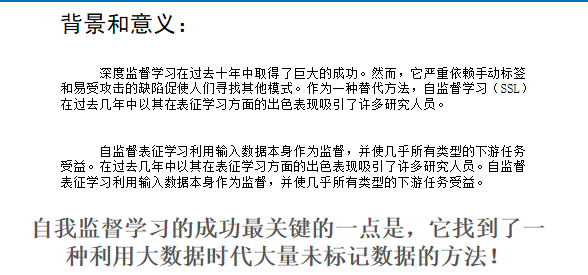 背景和意义：
深度监督学习在过去十年中取得了巨大的成功。然而，它严重依赖手动标签
和易受攻击的缺陷促使人们寻找其他模式。作为一种替代方法，自监督学习（SSL）
在过去几年中以其在表征学习方面的出色表现吸引了许多研究人员。
自监督表征学习利用输入数据本身作为监督，并使几乎所有类型的下游任务
受益。在过去几年中以其在表征学习方面的出色表现吸引了许多研究人员。自监督
表征学习利用输入数据本身作为监督，并使几乎所有类型的下游任务受益。
自我监督学习的成功最关键的一点是，它找到了一
种利用大数据时代大量未标记数据的方法！